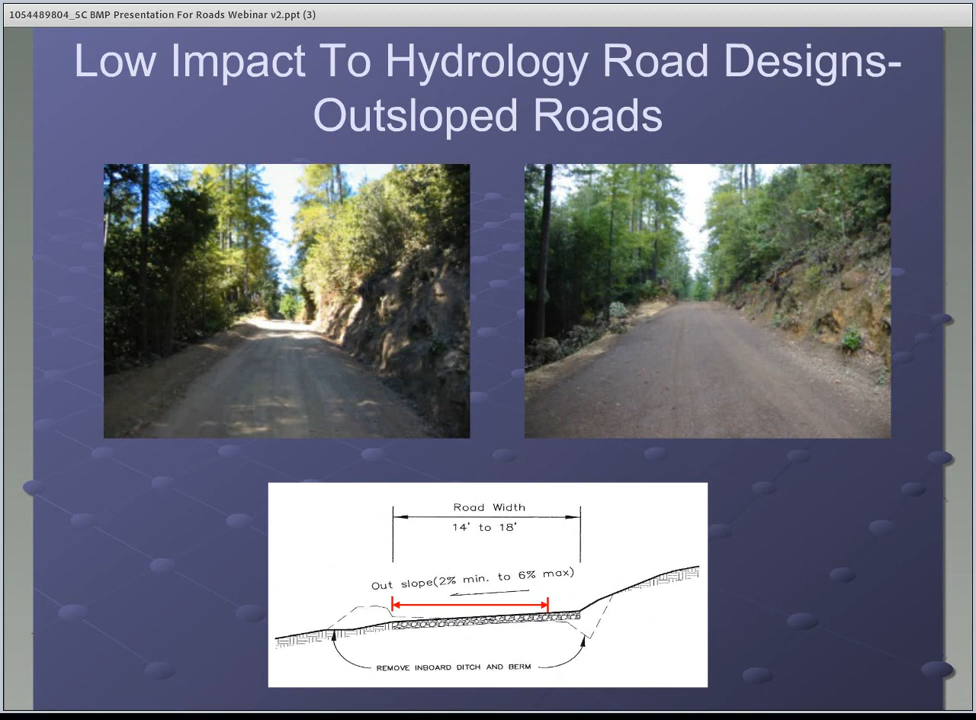 1054489804_5C BMP Presentation For Roads Webinar v2.ppt (3)
Low Impact To Hydrology Road Designs-
Outsloped Roads
Road Width
14' to 18'
Out slope(2% min. to 6% max)
REMOVE INBOARD DITCH AND BERM